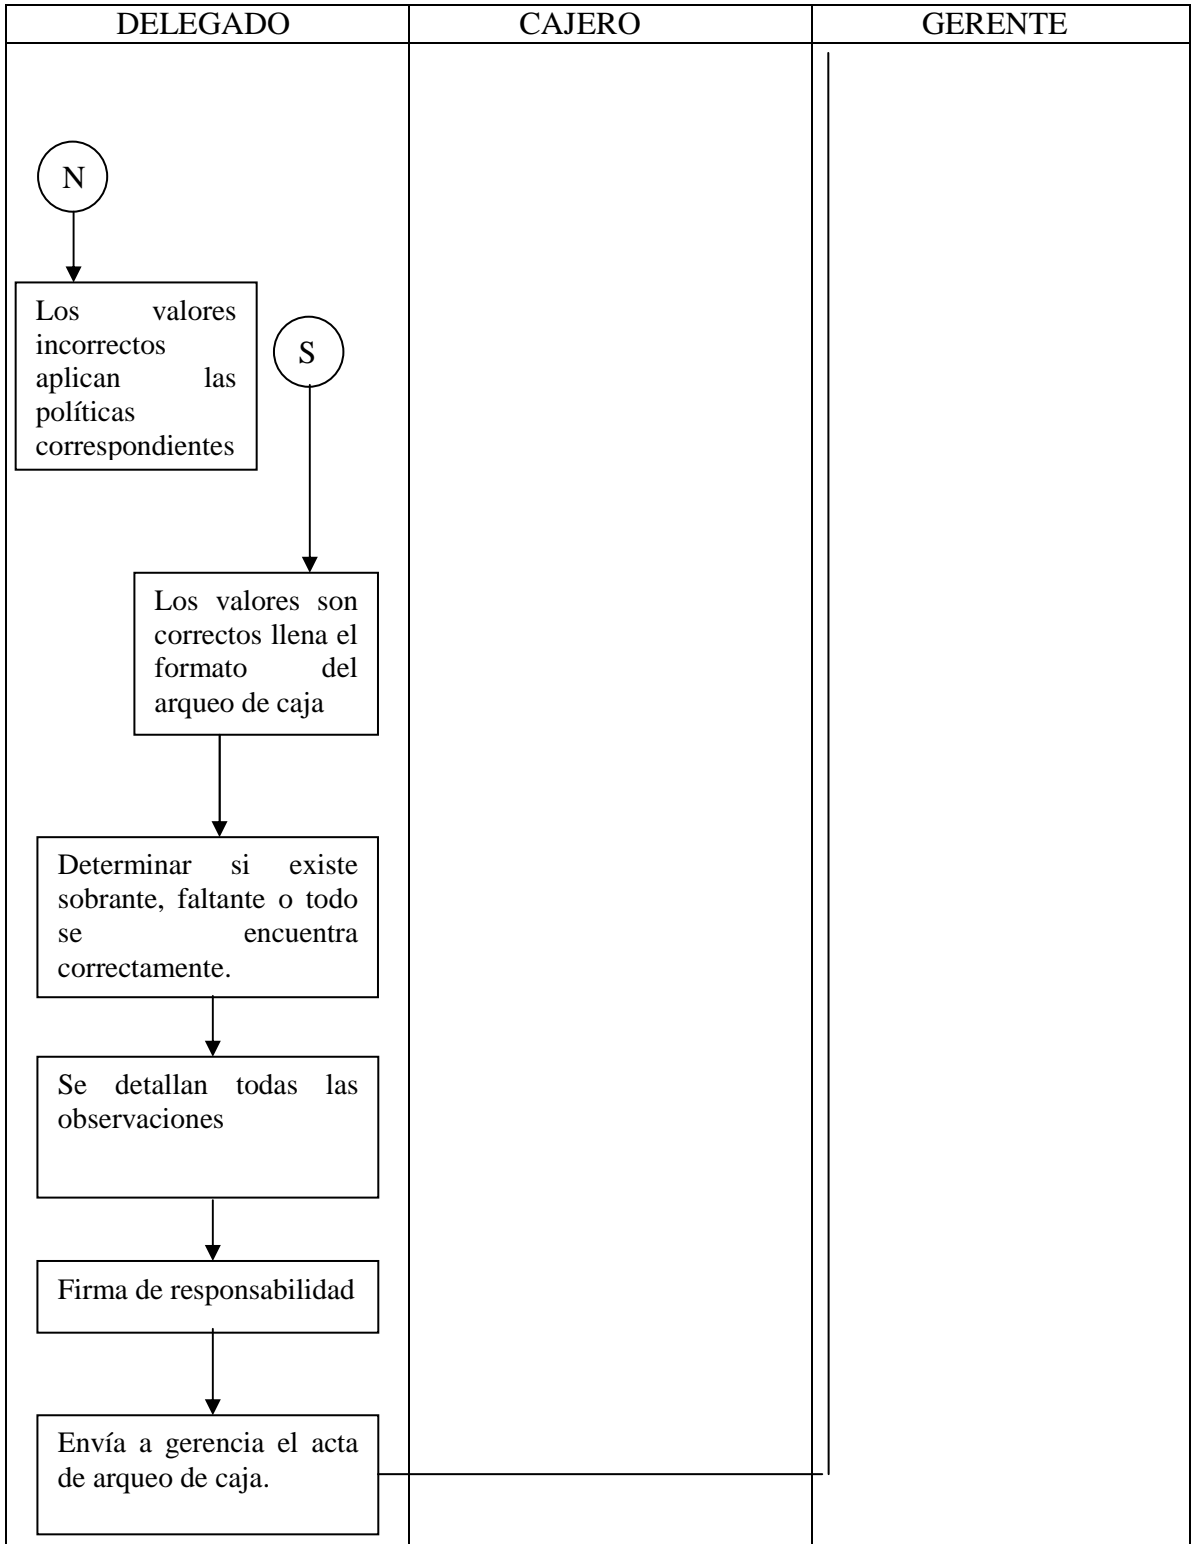 DELEGADO
CAJERO
GERENTE
N
Los valores
incorrectos
aplican las
políticas
correspondientes
S
Los valores son
correctos llena el
formato del
arqueo de caja
Determinar si existe
sobrante, faltante o todo
se encuentra
correctamente.
Se detallan todas las
observaciones
Firma de responsabilidad
Envía a gerencia el acta
de arqueo de caja.